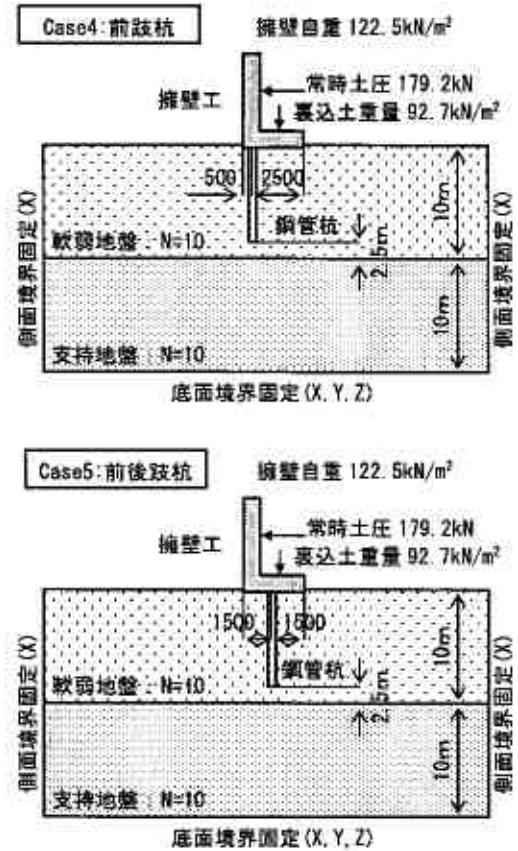 Case4:前趾杭
擁壁自重 122.5kN/m²
擁壁工
常時土圧 179.2kN
裏込土重量 92.7kN/m²
500
2500
鋼管杭
10m
2.5m
軟弱地盤：N=10
側面境界固定(X)
側面境界固定(X)
10m
支持地盤：N=10
底面境界固定(X, Y, Z)
Case5:前後趾杭
擁壁自重 122.5kN/m²
擁壁工
常時土圧 179.2kN
裏込土重量 92.7kN/m²
1500
1500
鋼管杭
10m
2.5m
軟弱地盤：N=10
側面境界固定(X)
側面境界固定(X)
10m
支持地盤：N=10
底面境界固定(X, Y, Z)